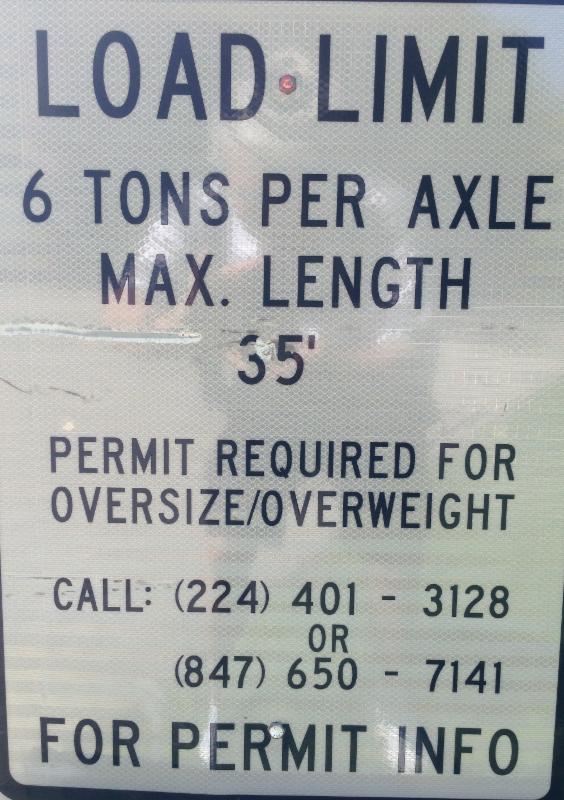 LOAD LIMIT
6 TONS PER AXLE
MAX. LENGTH
35'
PERMIT REQUIRED FOR
OVERSIZE/OVERWEIGHT
CALL: (224) 401 - 3128
OR
(847) 650 - 7141
FOR PERMIT INFO